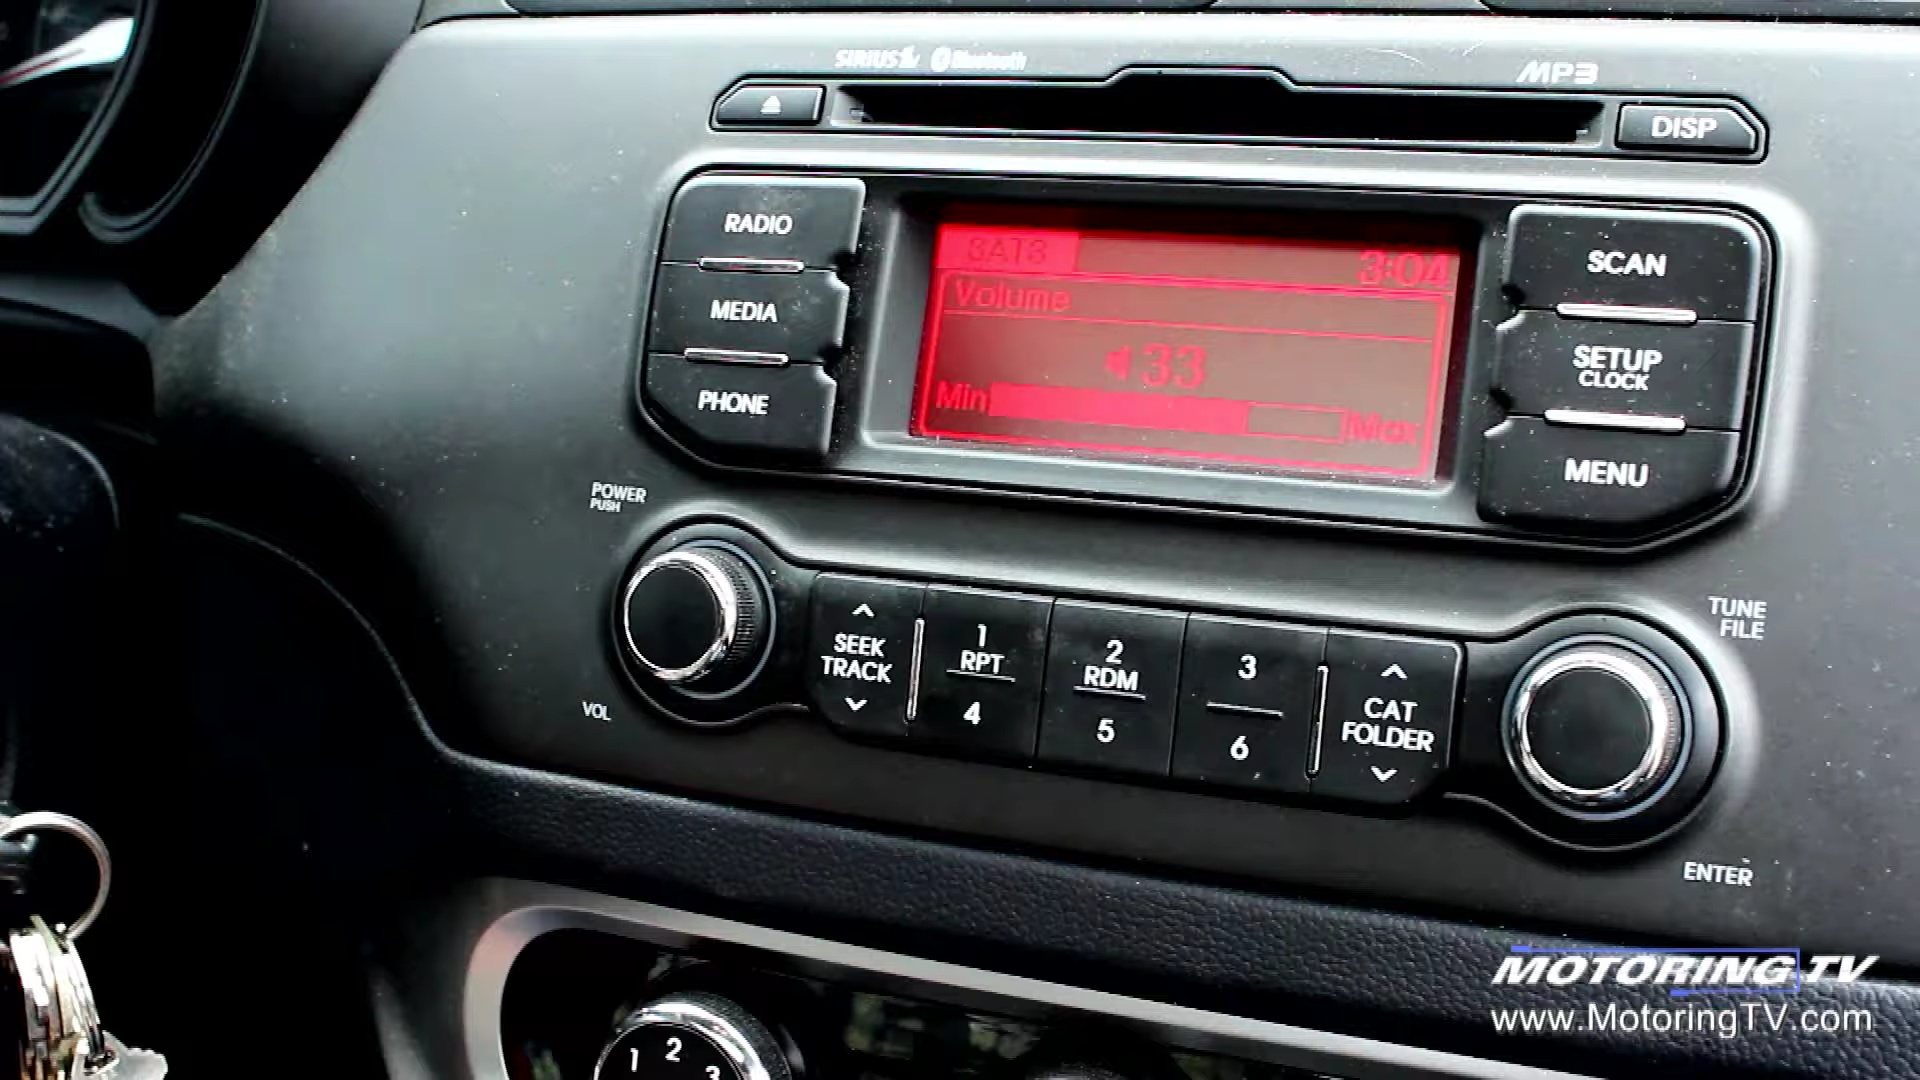 SIRIUS Bluetooth
MP3
DISP
RADIO
MEDIA
PHONE
SAT3
3:04
Volume
33
Min
Max
SCAN
SETUP
CLOCK
MENU
POWER
PUSH
VOL
SEEK
TRACK
1
RPT
4
2
RDM
5
3
6
CAT
FOLDER
TUNE
FILE
ENTER
1 2 3
MOTORING TV
www.MotoringTV.com